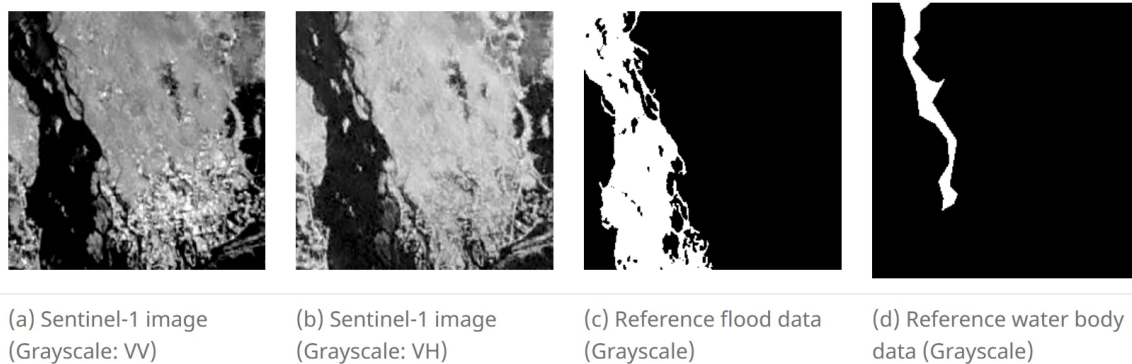 (a) Sentinel-1 image
(Grayscale: VV)
(b) Sentinel-1 image
(Grayscale: VH)
(c) Reference flood data
(Grayscale)
(d) Reference water body
data (Grayscale)